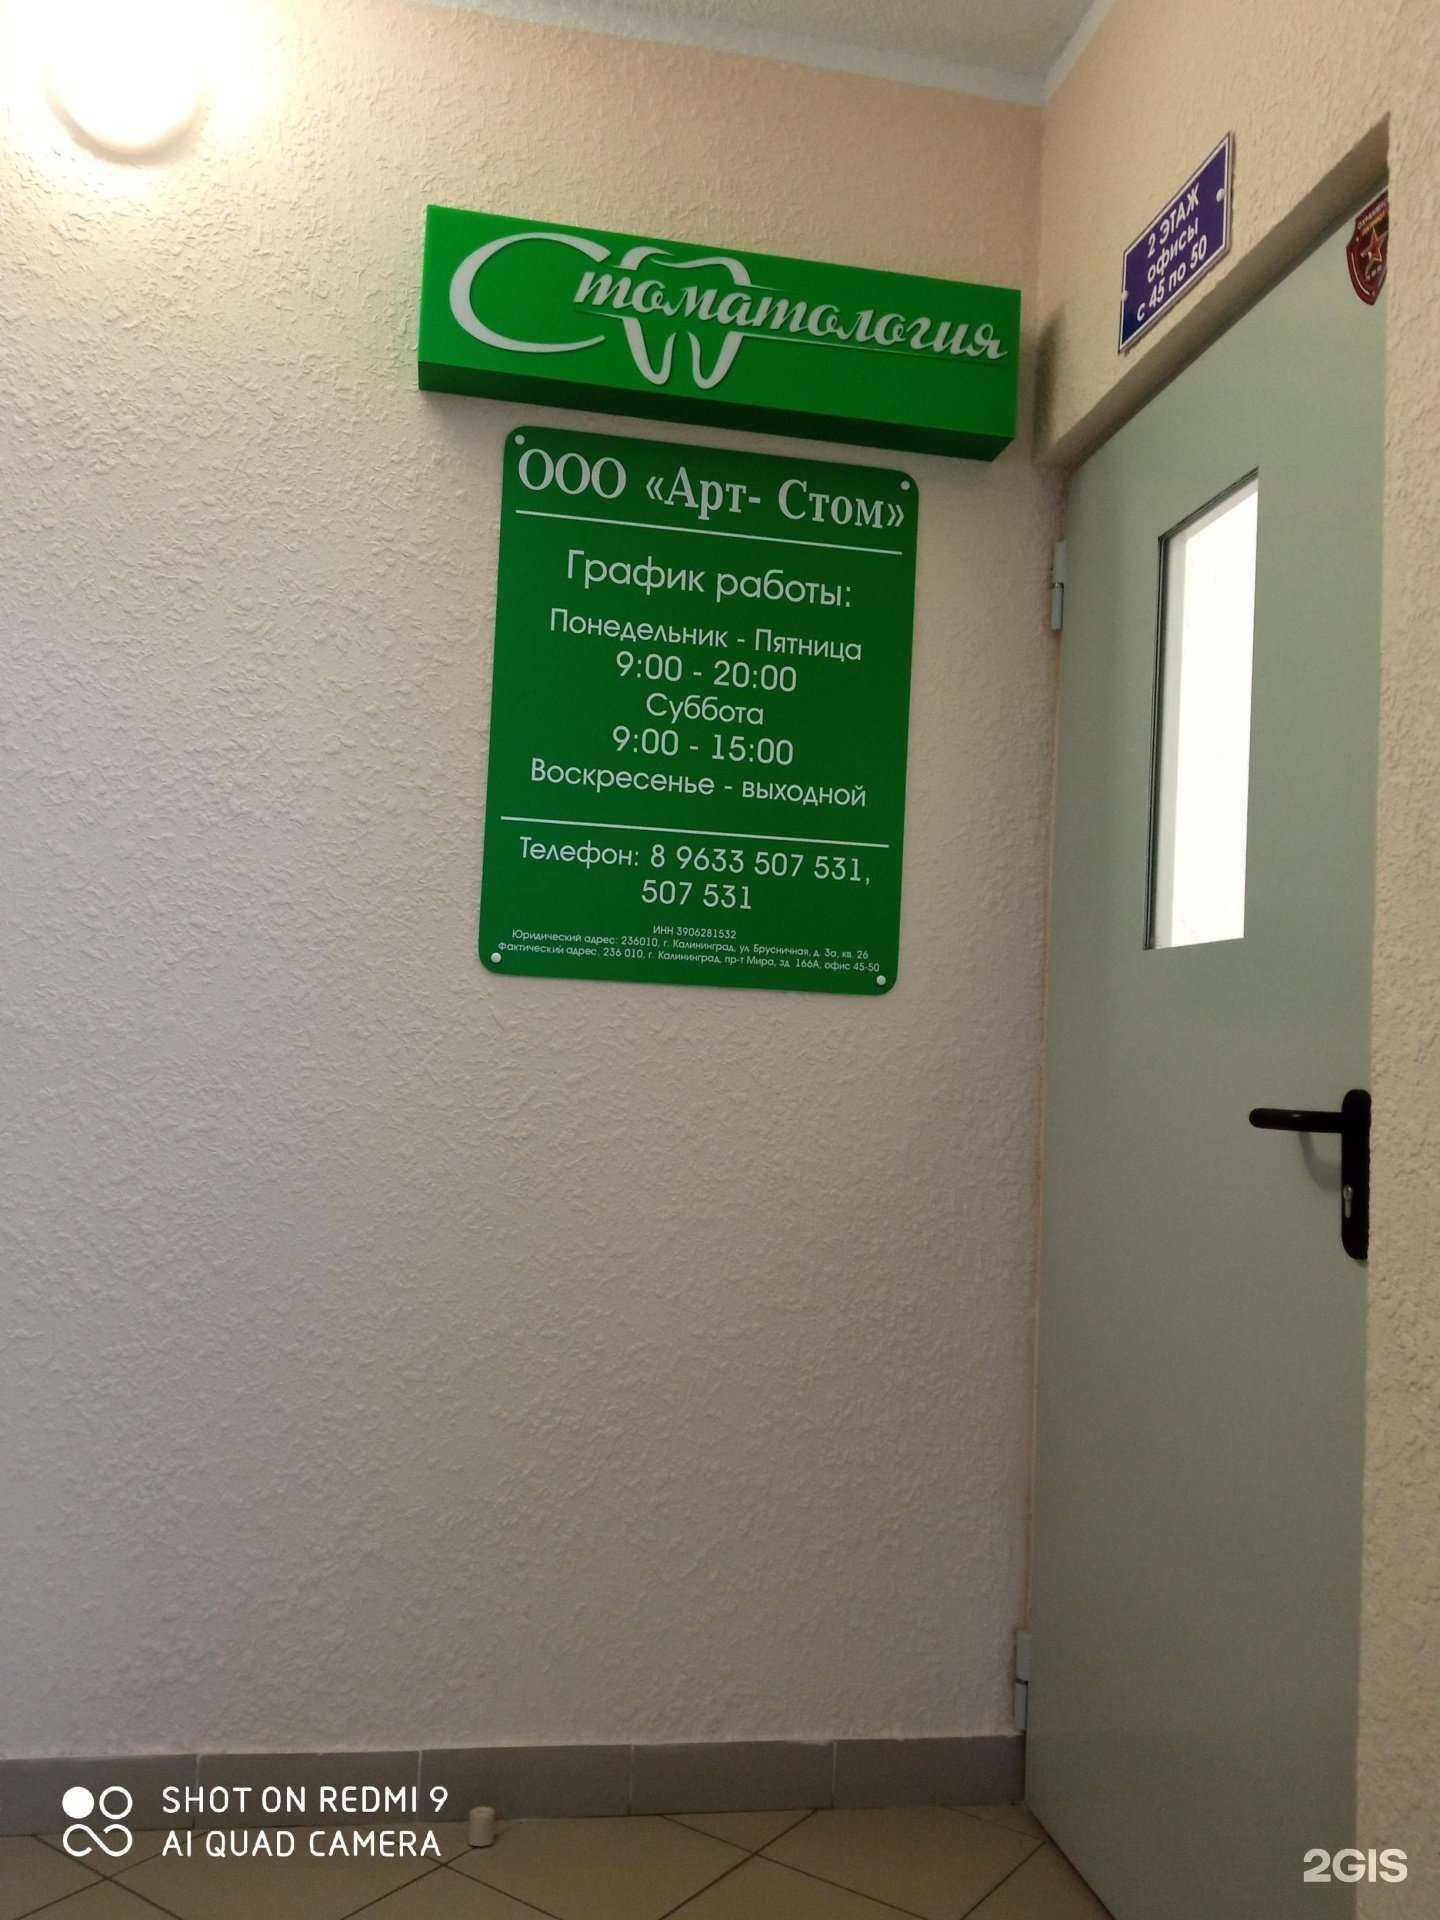 Стоматология
ООО «Арт- Стом»
График работы:
Понедельник - Пятница
9:00 - 20:00
Суббота
9:00 - 15:00
Воскресенье - выходной
Телефон: 8 9633 507 531,
507 531
ИНН 3906281532
Юридический адрес: 236010, г. Калининград, ул Брусничная, д. 3а, кв. 26
Фактический адрес. 236 010, г. Калининград, пр-т Мира, зд 166А, офис 45-50
2 ЭТАЖ
офисы
с 45 по 50
SHOT ON REDMI 9
AI QUAD CAMERA
2GIS